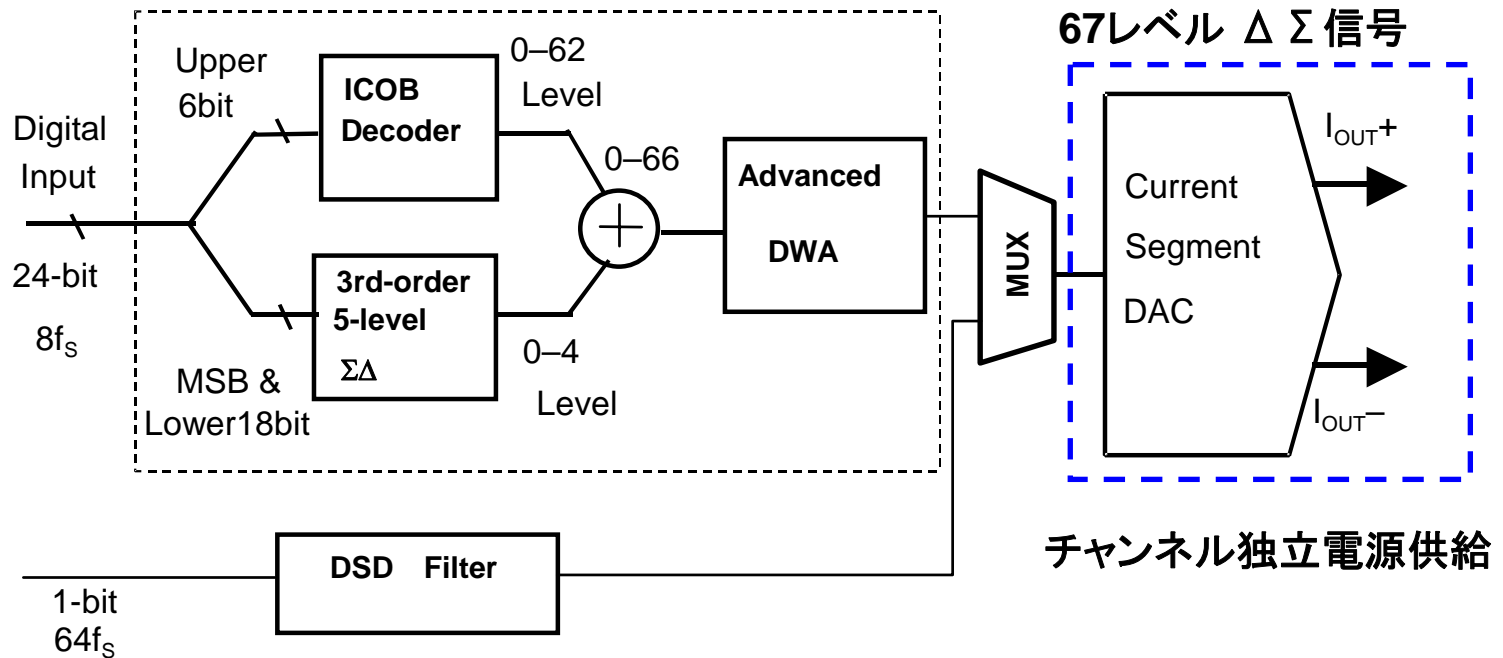 67レベル ΔΣ信号
Upper
6bit
ICOB
Decoder
0–62
Level
Digital
Input
24-bit
8fS
0–66
Advanced
DWA
MUX
Current
Segment
DAC
IOUT+
IOUT–
MSB &
Lower18bit
3rd-order
5-level
ΣΔ
0–4
Level
DSD Filter
1-bit
64fS
チャンネル独立電源供給